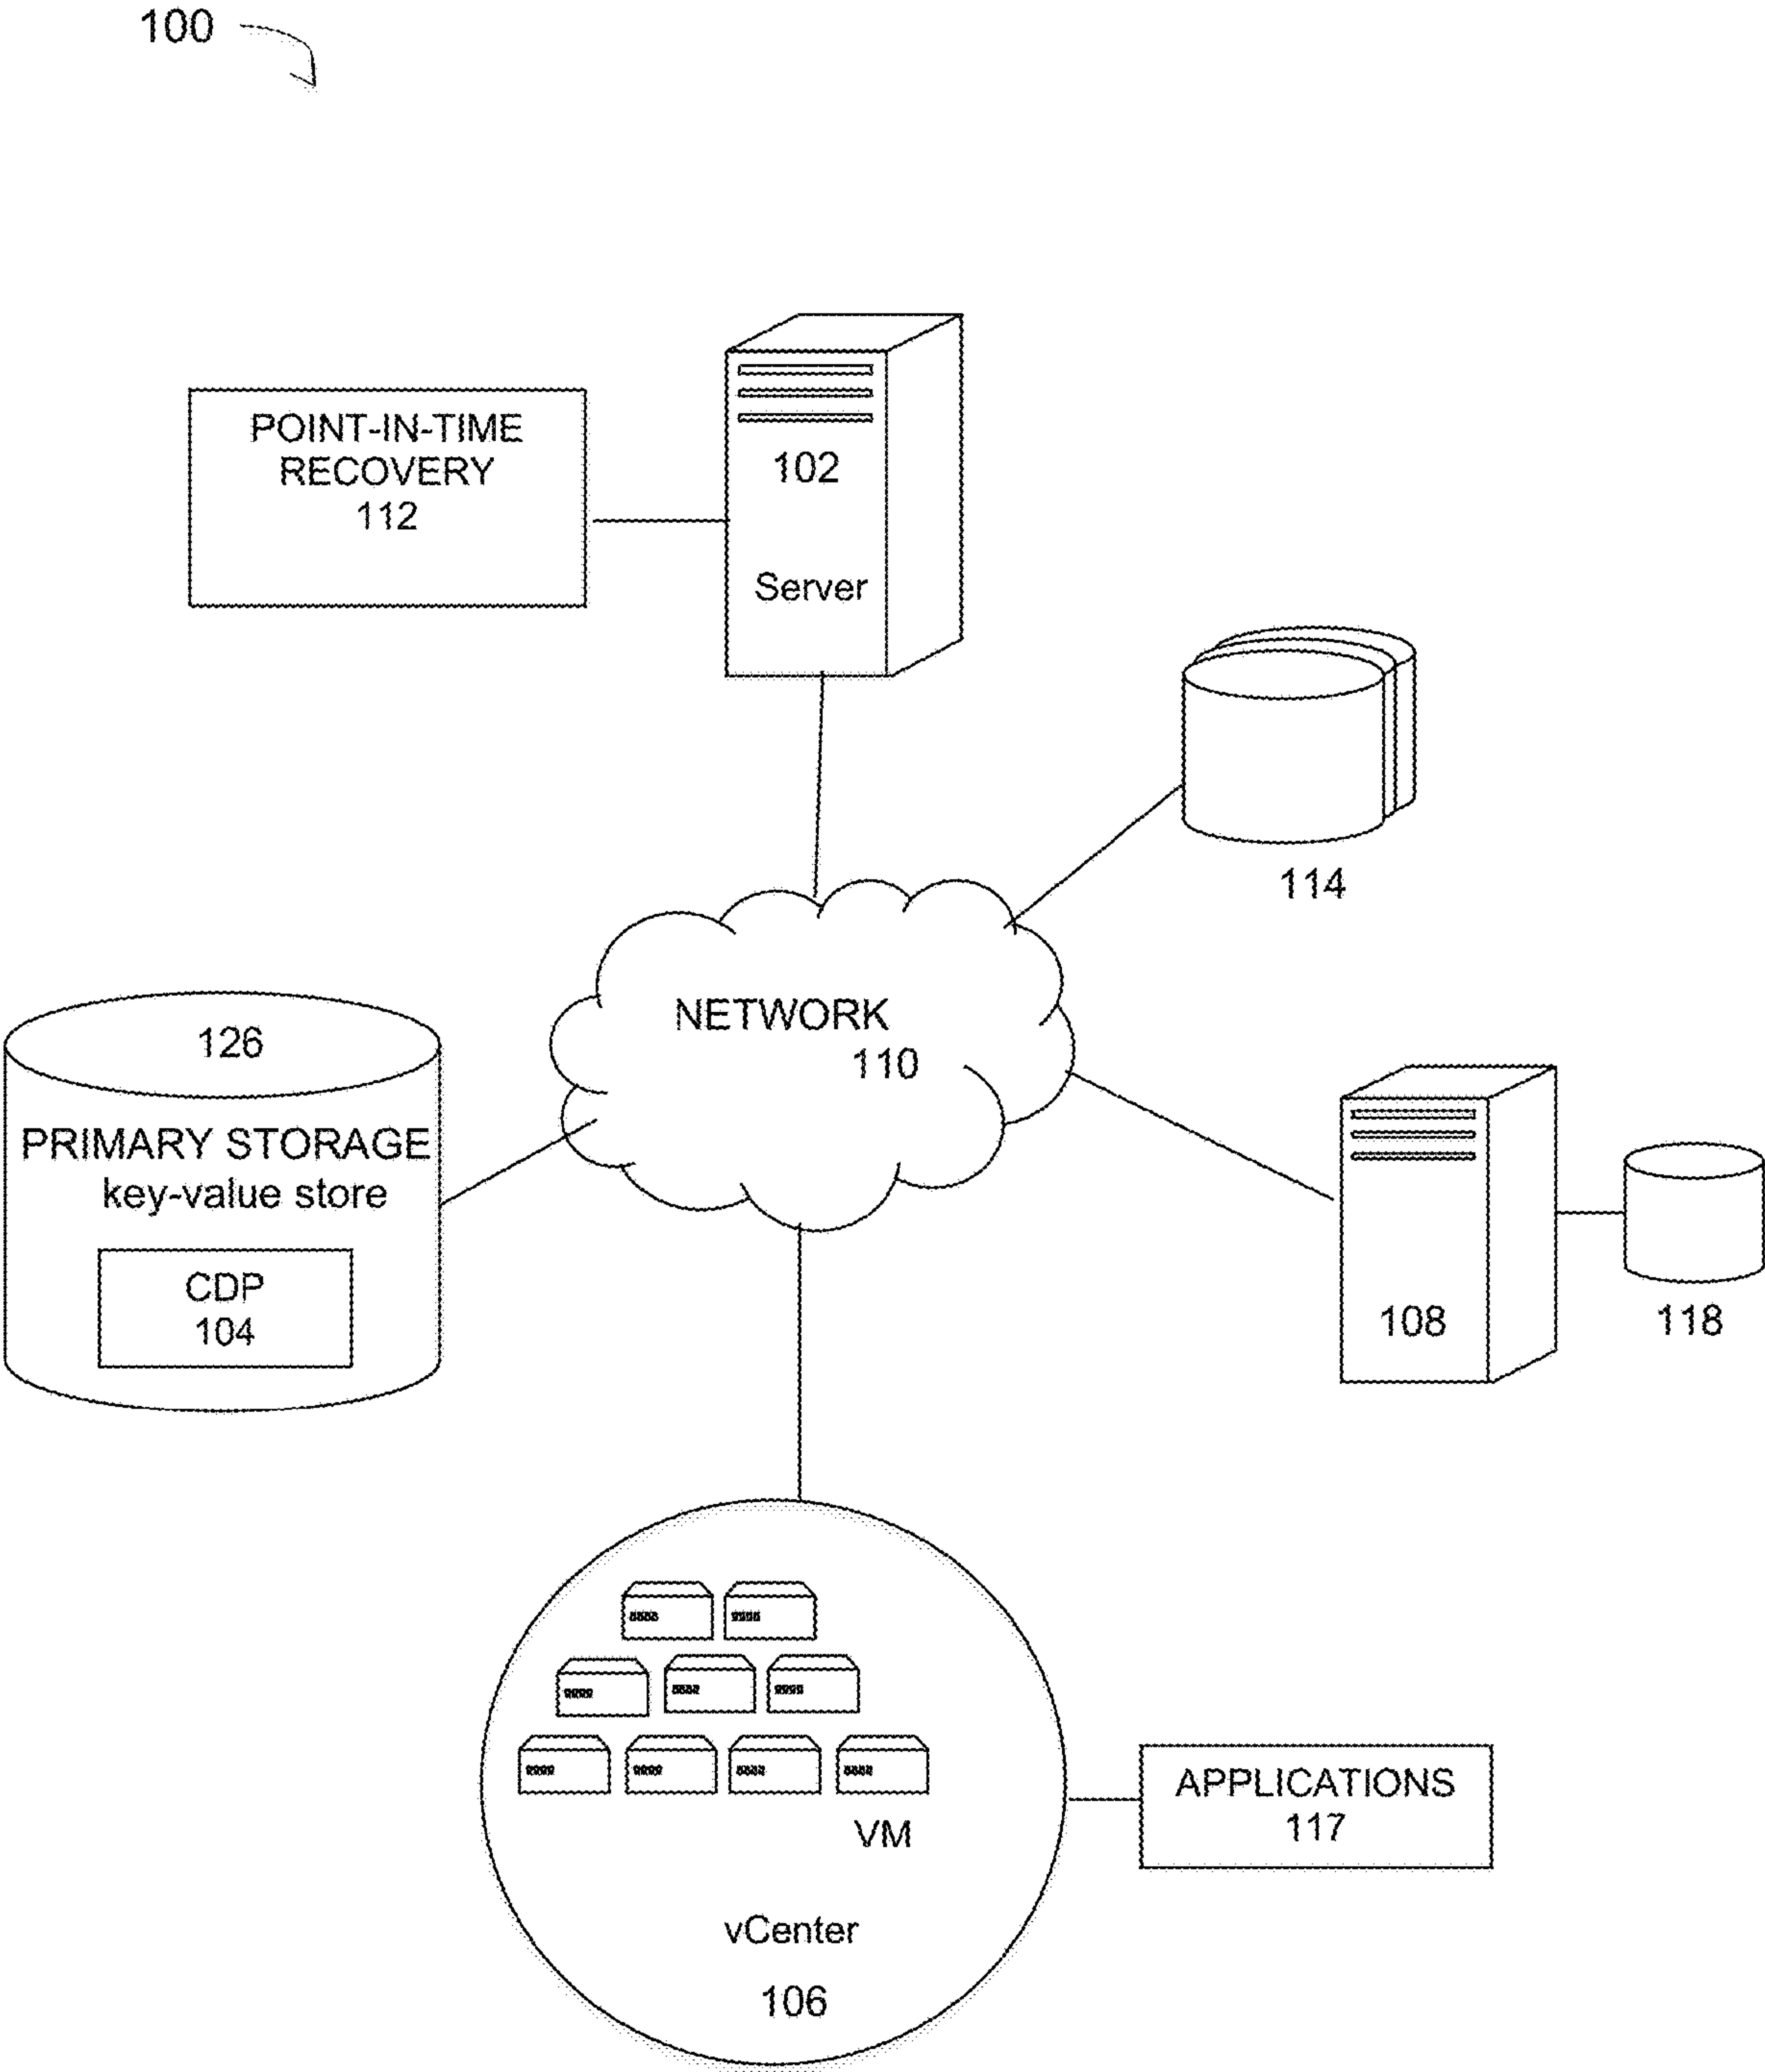 100
POINT-IN-TIME
RECOVERY
112
102
Server
114
NETWORK
110
126
PRIMARY STORAGE
key-value store
CDP
104
108
118
VM
vCenter
106
APPLICATIONS
117